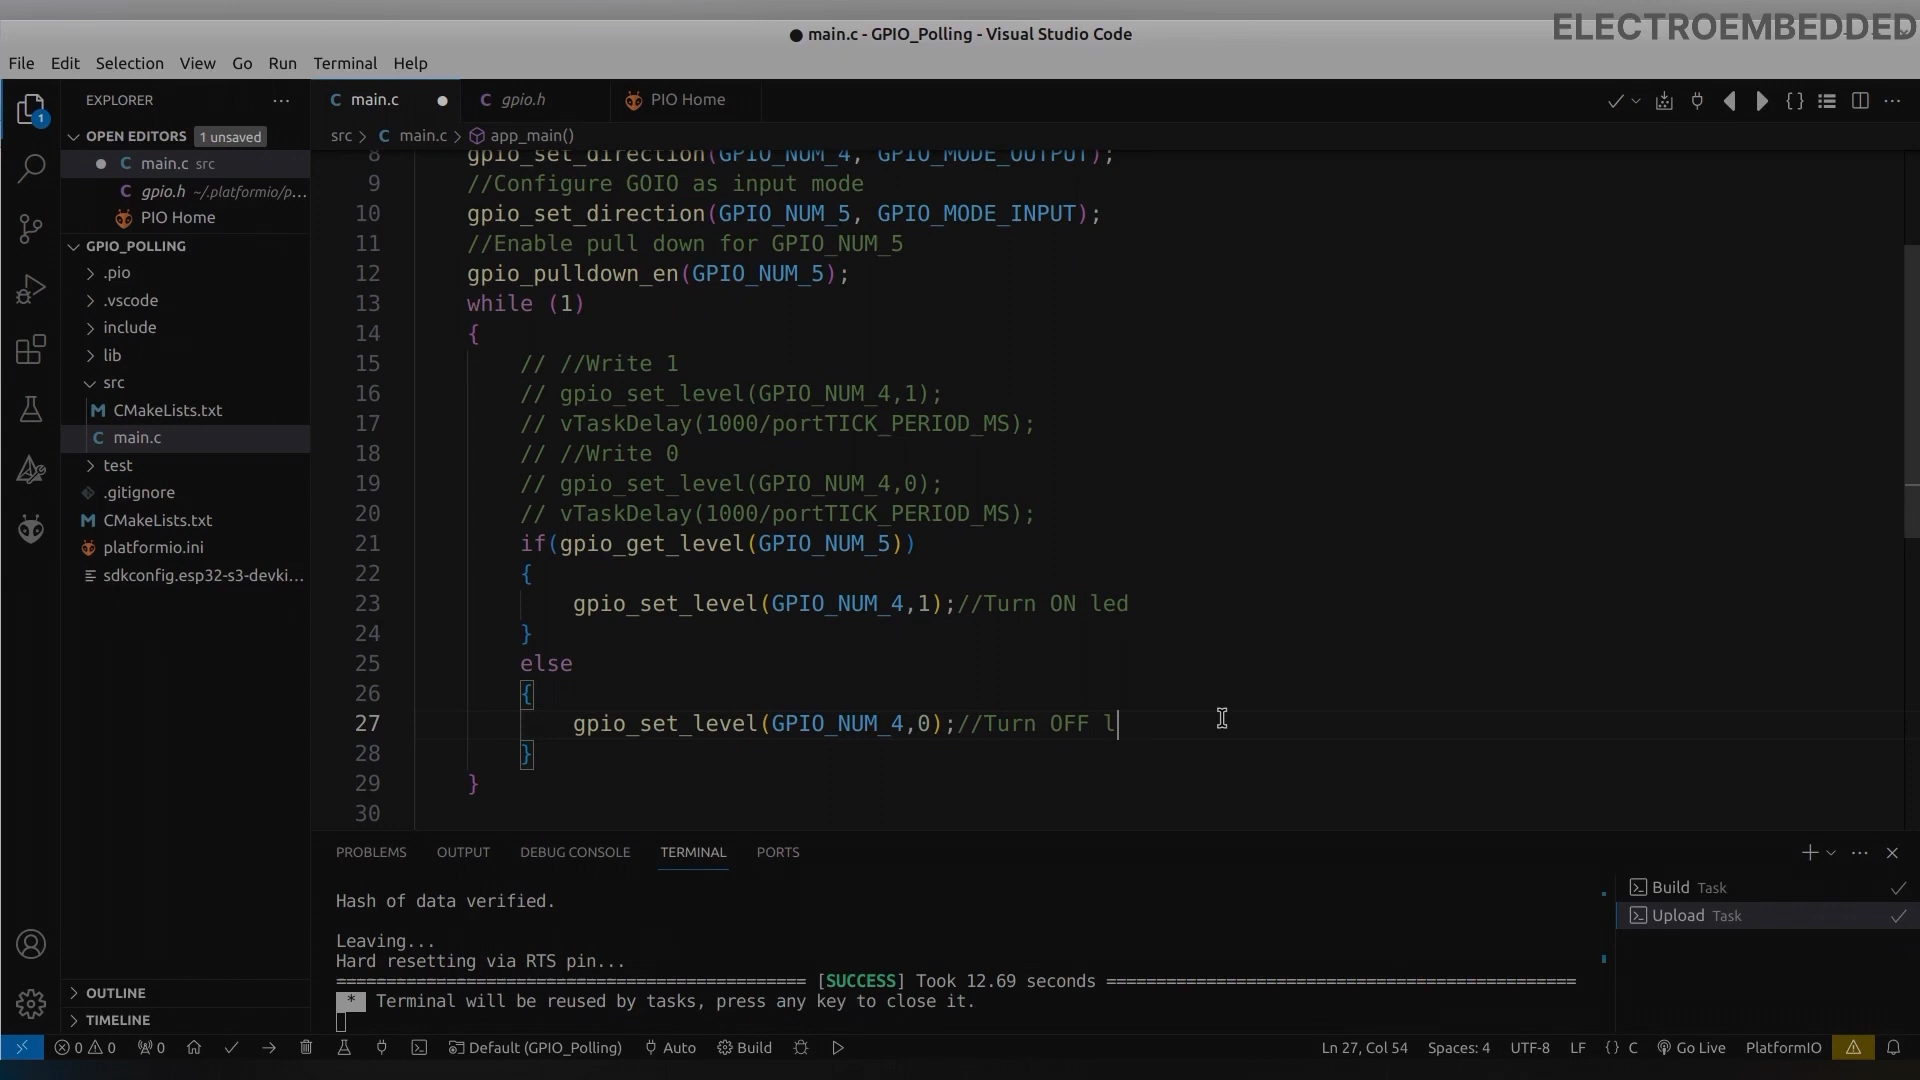 ELECTROEMBEDDED
● main.c - GPIO_Polling - Visual Studio Code
File Edit Selection View Go Run Terminal Help
EXPLORER ···
main.c ●
gpio.h
PIO Home
OPEN EDITORS 1 unsaved
C main.c src
C gpio.h ~/.platformio/p...
PIO Home
GPIO_POLLING
.pio
.vscode
include
lib
src
CMakeLists.txt
C main.c
test
.gitignore
CMakeLists.txt
platformio.ini
sdkconfig.esp32-s3-devki...
OUTLINE
TIMELINE
src > C main.c > app_main()
8 gpio_set_direction(GPIO_NUM_4, GPIO_MODE_OUTPUT);
9 //Configure GOIO as input mode
10 gpio_set_direction(GPIO_NUM_5, GPIO_MODE_INPUT);
11 //Enable pull down for GPIO_NUM_5
12 gpio_pulldown_en(GPIO_NUM_5);
13 while (1)
14 {
15 // //Write 1
16 // gpio_set_level(GPIO_NUM_4,1);
17 // vTaskDelay(1000/portTICK_PERIOD_MS);
18 // //Write 0
19 // gpio_set_level(GPIO_NUM_4,0);
20 // vTaskDelay(1000/portTICK_PERIOD_MS);
21 if(gpio_get_level(GPIO_NUM_5))
22 {
23 gpio_set_level(GPIO_NUM_4,1);//Turn ON led
24 }
25 else
26 {
27 gpio_set_level(GPIO_NUM_4,0);//Turn OFF l
28 }
29 }
30
PROBLEMS OUTPUT DEBUG CONSOLE TERMINAL PORTS
Hash of data verified.
Leaving...
Hard resetting via RTS pin...
============================================== [SUCCESS] Took 12.69 seconds ==============================================
* Terminal will be reused by tasks, press any key to close it.
Build Task
Upload Task
0 0 0 Default (GPIO_Polling) Auto Build Ln 27, Col 54 Spaces: 4 UTF-8 LF {} C Go Live PlatformIO